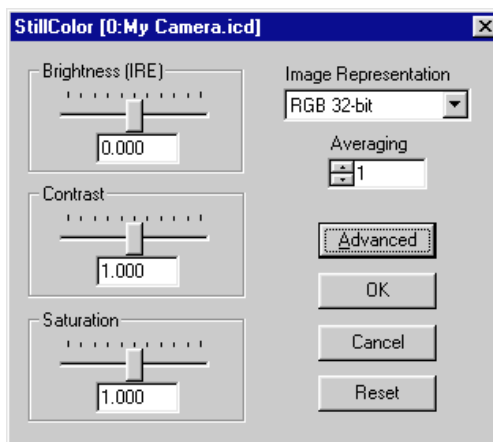 StillColor [0:My Camera.icd]
Brightness (IRE)
0.000
Contrast
1.000
Saturation
1.000
Image Representation
RGB 32-bit
Averaging
1
Advanced
OK
Cancel
Reset